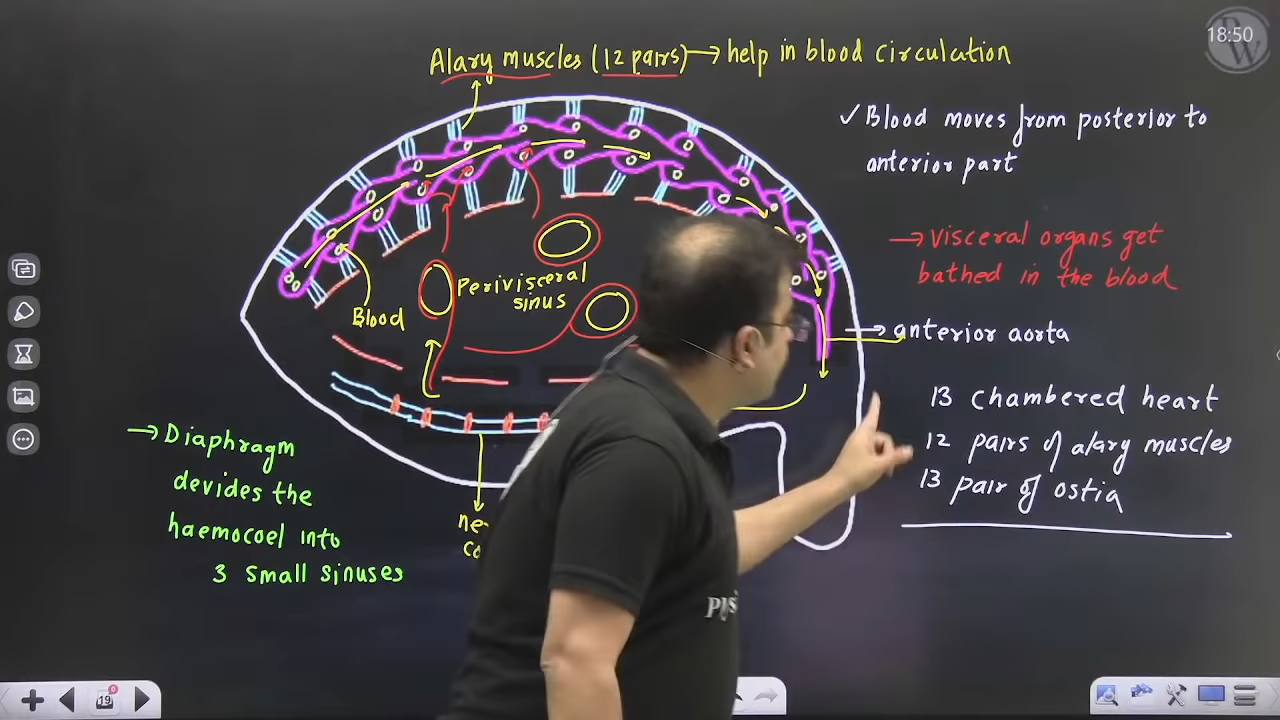 18:50
Alary muscles (12 pairs) → help in blood circulation
✓ Blood moves from posterior to
anterior part
→ Visceral organs get
bathed in the blood
Perivisceral
sinus
Blood
→ anterior aorta
13 chambered heart
12 pairs of alary muscles
13 pair of ostia
→ Diaphragm
devides the
haemocoel into
3 small sinuses
19